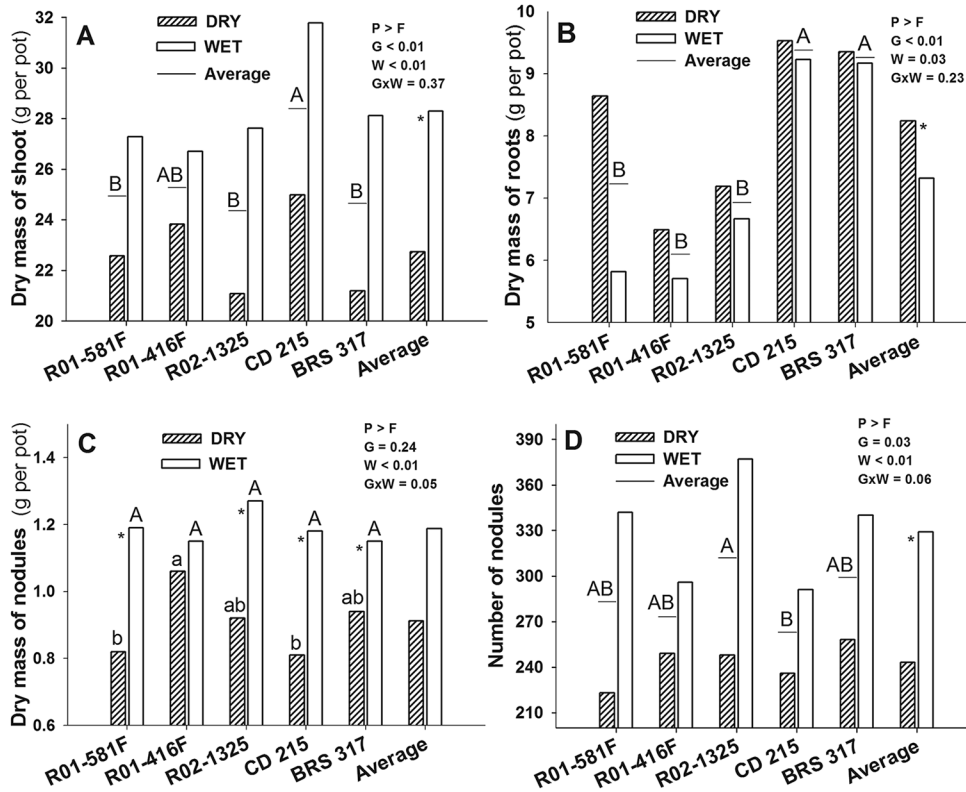 A
DRY
WET
Average
P > F
G < 0.01
W < 0.01
GxW = 0.37
Dry mass of shoot (g per pot)
32
30
28
26
24
22
20
B
AB
B
A
B
*
R01-581F
R01-416F
R02-1325
CD 215
BRS 317
Average
B
DRY
WET
Average
P > F
G < 0.01
W = 0.03
GxW = 0.23
Dry mass of roots (g per pot)
10
9
8
7
6
5
B
B
B
A
A
*
R01-581F
R01-416F
R02-1325
CD 215
BRS 317
Average
C
DRY
WET
P > F
G = 0.24
W < 0.01
GxW = 0.05
Dry mass of nodules (g per pot)
1.4
1.2
1.0
0.8
0.6
b
* A
a
A
ab
* A
b
* A
ab
* A
R01-581F
R01-416F
R02-1325
CD 215
BRS 317
Average
D
DRY
WET
Average
P > F
G = 0.03
W < 0.01
GxW = 0.06
Number of nodules
390
360
330
300
270
240
210
AB
AB
A
B
AB
*
R01-581F
R01-416F
R02-1325
CD 215
BRS 317
Average